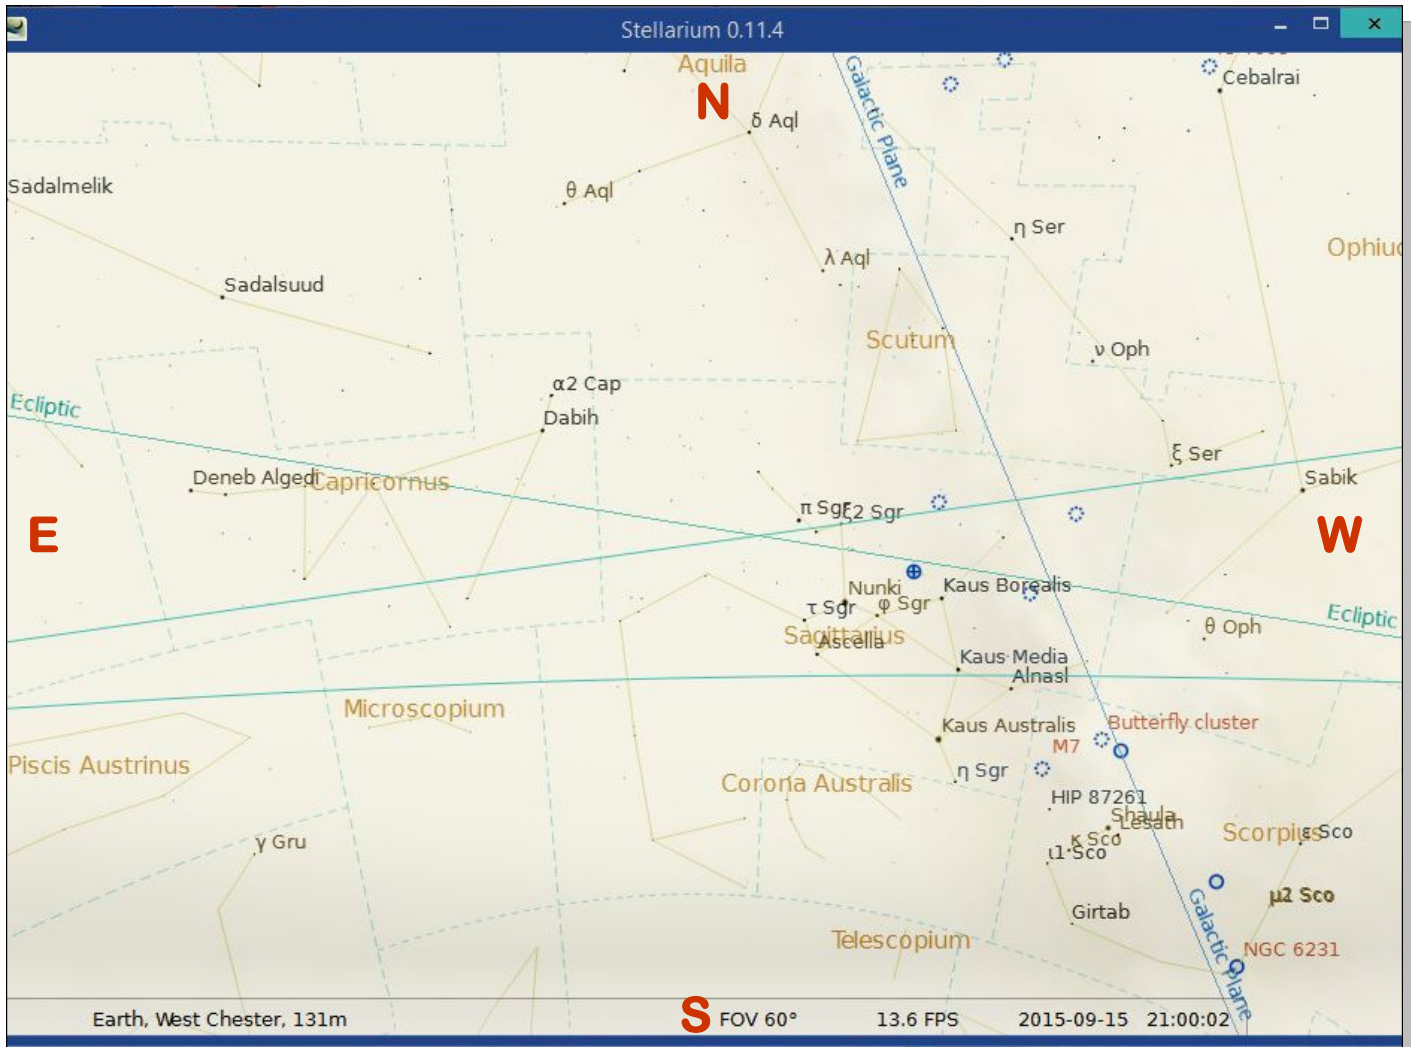 Stellarium 0.11.4
Aquila
Galactic Plane
Cebalrai
N
δ Aql
Sadalmelik
θ Aql
η Ser
Ophiuc
λ Aql
Sadalsuud
Scutum
ν Oph
α2 Cap
Ecliptic
Dabih
ξ Ser
Deneb Algedi
Capricornus
Sabik
π Sgr
ξ2 Sgr
E
W
Nunki
Kaus Borealis
τ Sgr
φ Sgr
Ecliptic
Sagittarius
θ Oph
Ascella
Kaus Media
Alnasl
Microscopium
Kaus Australis
Butterfly cluster
M7
Piscis Austrinus
η Sgr
Corona Australis
HIP 87261
Shaula
Lesath
Scorpius
ε Sco
κ Sco
γ Gru
ι1 Sco
μ2 Sco
Girtab
Galactic Plane
Telescopium
NGC 6231
S
Earth, West Chester, 131m FOV 60° 13.6 FPS 2015-09-15 21:00:02